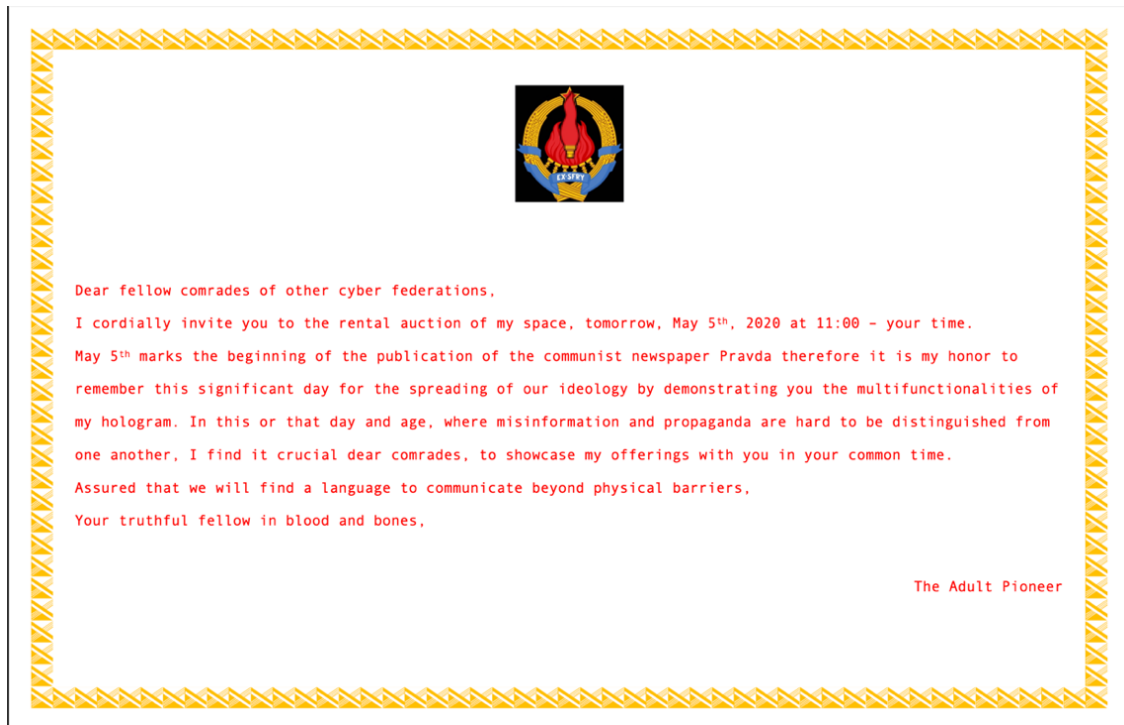 EX-SFRY
Dear fellow comrades of other cyber federations,
I cordially invite you to the rental auction of my space, tomorrow, May 5th, 2020 at 11:00 – your time.
May 5th marks the beginning of the publication of the communist newspaper Pravda therefore it is my honor to
remember this significant day for the spreading of our ideology by demonstrating you the multifunctionalities of
my hologram. In this or that day and age, where misinformation and propaganda are hard to be distinguished from
one another, I find it crucial dear comrades, to showcase my offerings with you in your common time.
Assured that we will find a language to communicate beyond physical barriers,
Your truthful fellow in blood and bones,
The Adult Pioneer